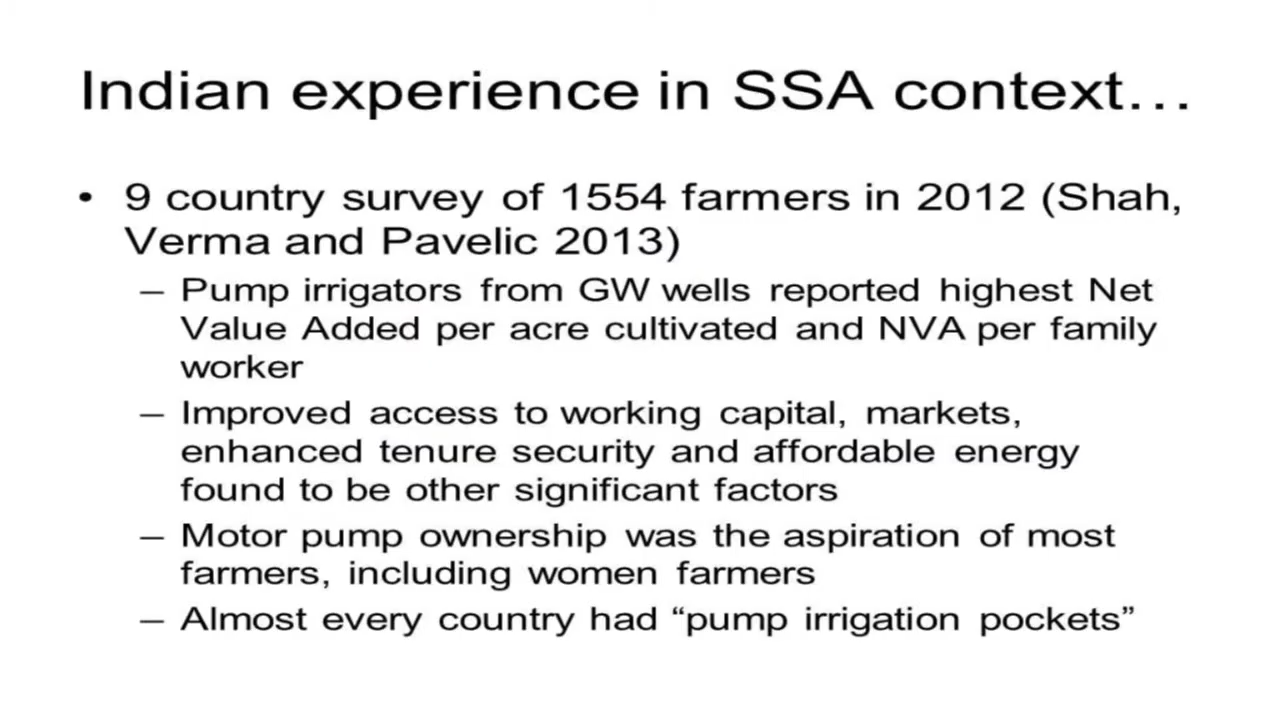 Indian experience in SSA context…
• 9 country survey of 1554 farmers in 2012 (Shah,
Verma and Pavelic 2013)
– Pump irrigators from GW wells reported highest Net
Value Added per acre cultivated and NVA per family
worker
– Improved access to working capital, markets,
enhanced tenure security and affordable energy
found to be other significant factors
– Motor pump ownership was the aspiration of most
farmers, including women farmers
– Almost every country had “pump irrigation pockets”